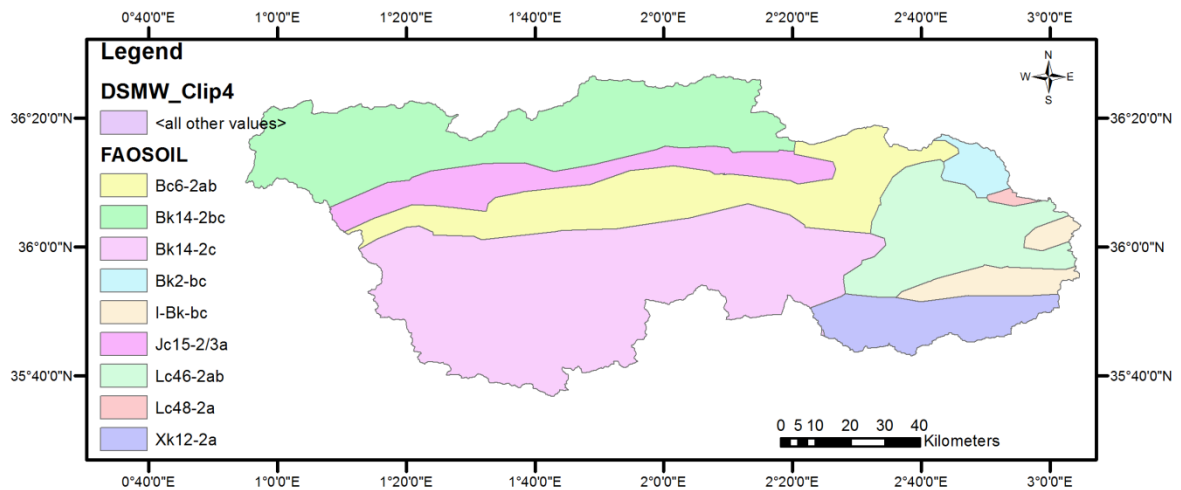 0°40'0"E 1°0'0"E 1°20'0"E 1°40'0"E 2°0'0"E 2°20'0"E 2°40'0"E 3°0'0"E
Legend
N
W E
S
DSMW_Clip4
<all other values>
36°20'0"N 36°20'0"N
FAOSOIL
Bc6-2ab
Bk14-2bc
Bk14-2c
36°0'0"N 36°0'0"N
Bk2-bc
I-Bk-bc
Jc15-2/3a
Lc46-2ab
35°40'0"N 35°40'0"N
Lc48-2a
Xk12-2a
0 5 10 20 30 40
Kilometers
0°40'0"E 1°0'0"E 1°20'0"E 1°40'0"E 2°0'0"E 2°20'0"E 2°40'0"E 3°0'0"E